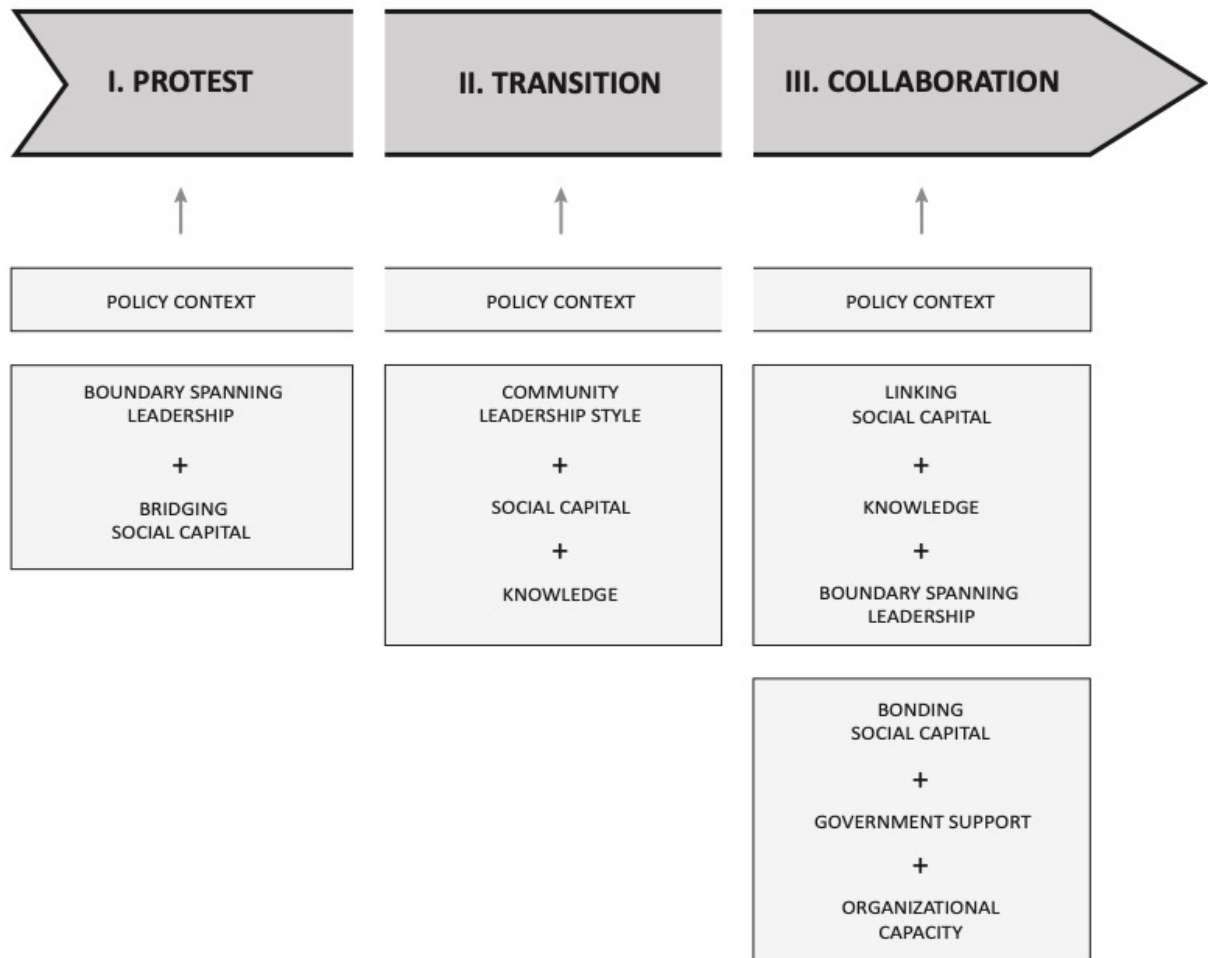 I. PROTEST
II. TRANSITION
III. COLLABORATION
POLICY CONTEXT
POLICY CONTEXT
POLICY CONTEXT
BOUNDARY SPANNING
LEADERSHIP
+
BRIDGING
SOCIAL CAPITAL
COMMUNITY
LEADERSHIP STYLE
+
SOCIAL CAPITAL
+
KNOWLEDGE
LINKING
SOCIAL CAPITAL
+
KNOWLEDGE
+
BOUNDARY SPANNING
LEADERSHIP
BONDING
SOCIAL CAPITAL
+
GOVERNMENT SUPPORT
+
ORGANIZATIONAL
CAPACITY